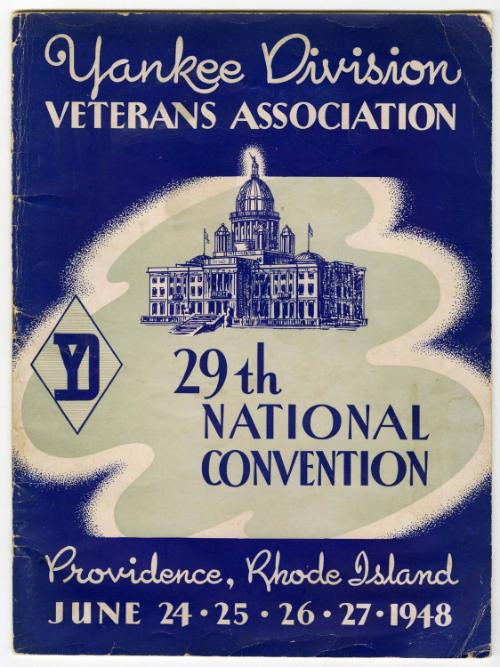 Yankee Division
VETERANS ASSOCIATION
YD
29th
NATIONAL
CONVENTION
Providence, Rhode Island
JUNE 24 · 25 · 26 · 27 · 1948